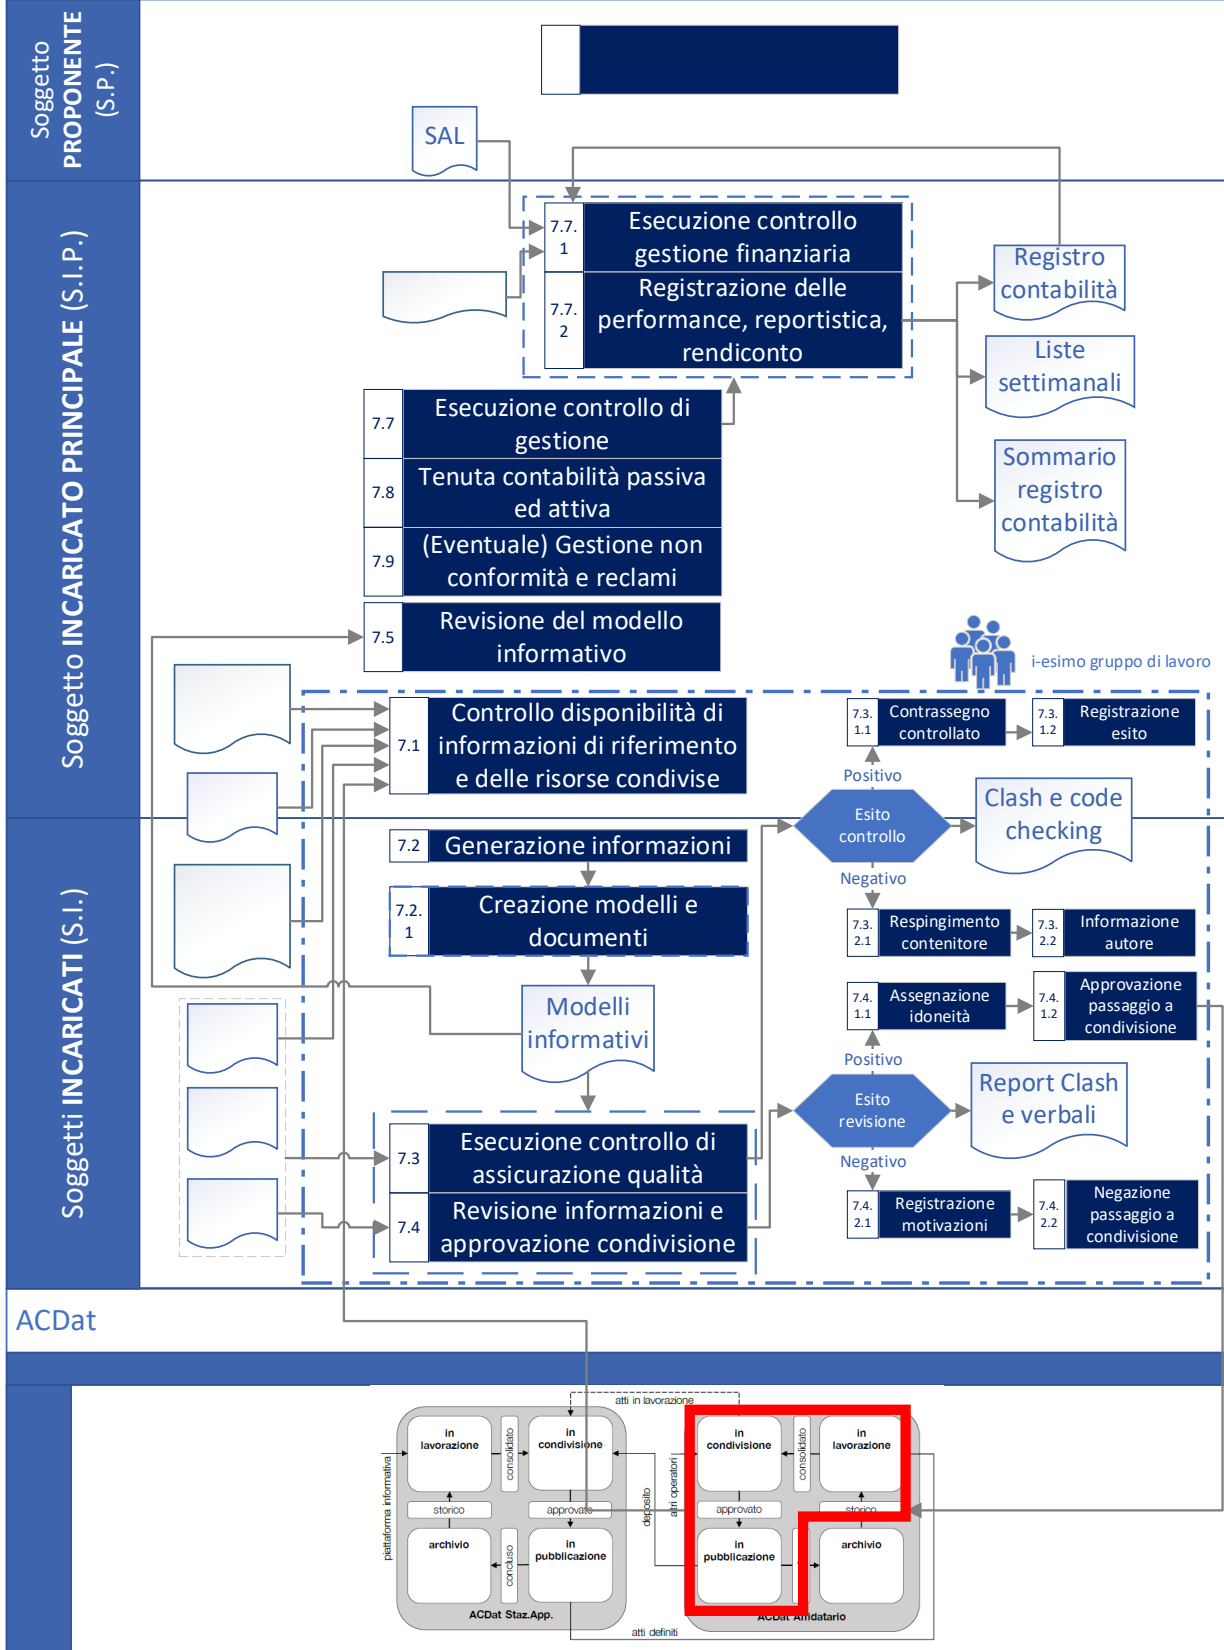 Soggetto
PROPONENTE
(S.P.)
SAL
Soggetto INCARICATO PRINCIPALE (S.I.P.)
7.7.
1
Esecuzione controllo
gestione finanziaria
7.7.
2
Registrazione delle
performance, reportistica,
rendiconto
Registro
contabilità
Liste
settimanali
Sommario
registro
contabilità
7.7
Esecuzione controllo di
gestione
7.8
Tenuta contabilità passiva
ed attiva
7.9
(Eventuale) Gestione non
conformità e reclami
7.5
Revisione del modello
informativo
i-esimo gruppo di lavoro
7.1
Controllo disponibilità di
informazioni di riferimento
e delle risorse condivise
7.3.
1.1
Contrassegno
controllato
7.3.
1.2
Registrazione
esito
Positivo
Esito
controllo
Clash e code
checking
Negativo
Soggetti INCARICATI (S.I.)
7.2
Generazione informazioni
7.2.
1
Creazione modelli e
documenti
7.3.
2.1
Respingimento
contenitore
7.3.
2.2
Informazione
autore
Modelli
informativi
7.4.
1.1
Assegnazione
idoneità
7.4.
1.2
Approvazione
passaggio a
condivisione
Positivo
Esito
revisione
Report Clash
e verbali
Negativo
7.3
Esecuzione controllo di
assicurazione qualità
7.4
Revisione informazioni e
approvazione condivisione
7.4.
2.1
Registrazione
motivazioni
7.4.
2.2
Negazione
passaggio a
condivisione
ACDat
atti in lavorazione
piattaforma informativa
in
lavorazione
consolidato
in
condivisione
storico
approvato
archivio
concluso
in
pubblicazione
ACDat Staz.App.
deposito
altri operatori
in
condivisione
consolidato
in
lavorazione
approvato
storico
in
pubblicazione
archivio
ACDat Affidatario
atti definiti